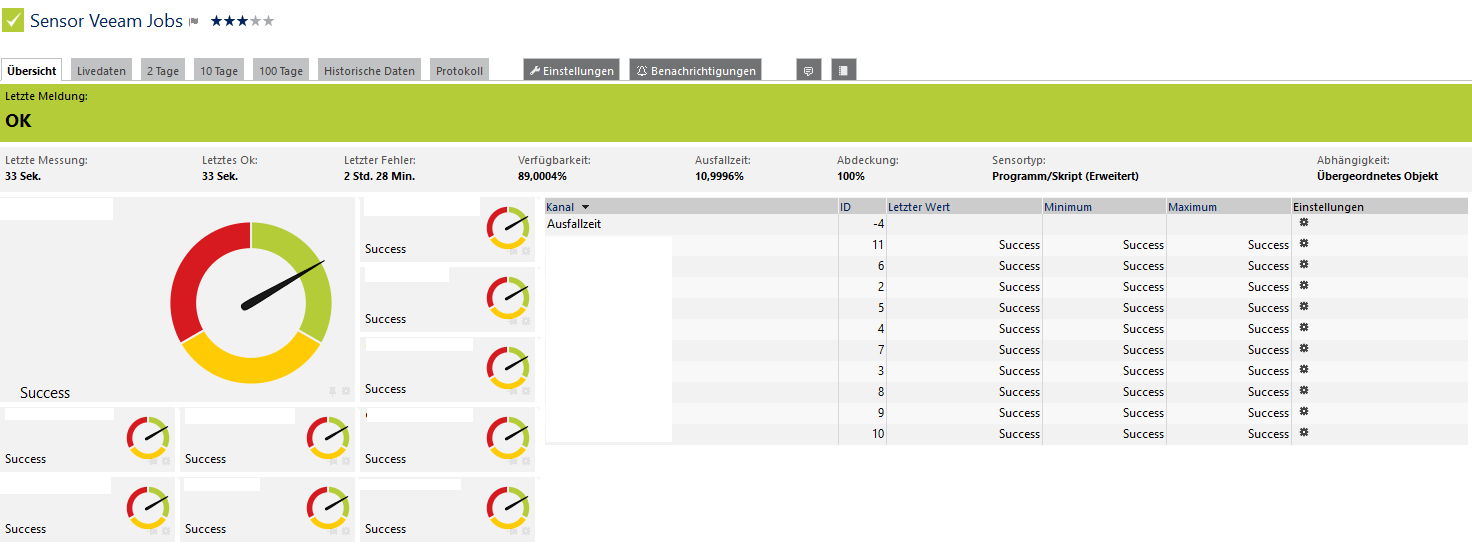 Sensor Veeam Jobs
Übersicht Livedaten 2 Tage 10 Tage 100 Tage Historische Daten Protokoll Einstellungen Benachrichtigungen
Letzte Meldung:
OK
Letzte Messung: Letztes Ok: Letzter Fehler: Verfügbarkeit: Ausfallzeit: Abdeckung: Sensortyp: Abhängigkeit:
33 Sek. 33 Sek. 2 Std. 28 Min. 89,0004% 10,9996% 100% Programm/Skript (Erweitert) Übergeordnetes Objekt
Success
Success
Success
Success
Success Success Success
Success Success Success
Kanal ID Letzter Wert Minimum Maximum Einstellungen
Ausfallzeit -4
11 Success Success Success
6 Success Success Success
2 Success Success Success
5 Success Success Success
4 Success Success Success
7 Success Success Success
3 Success Success Success
8 Success Success Success
9 Success Success Success
10 Success Success Success